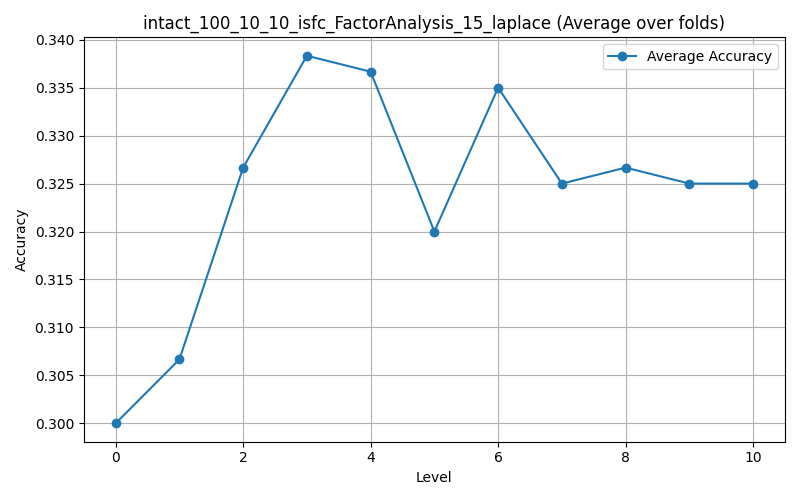 intact_100_10_10_isfc_FactorAnalysis_15_laplace (Average over folds)
Average Accuracy
0.340
0.335
0.330
0.325
0.320
0.315
0.310
0.305
0.300
Accuracy
0 2 4 6 8 10
Level